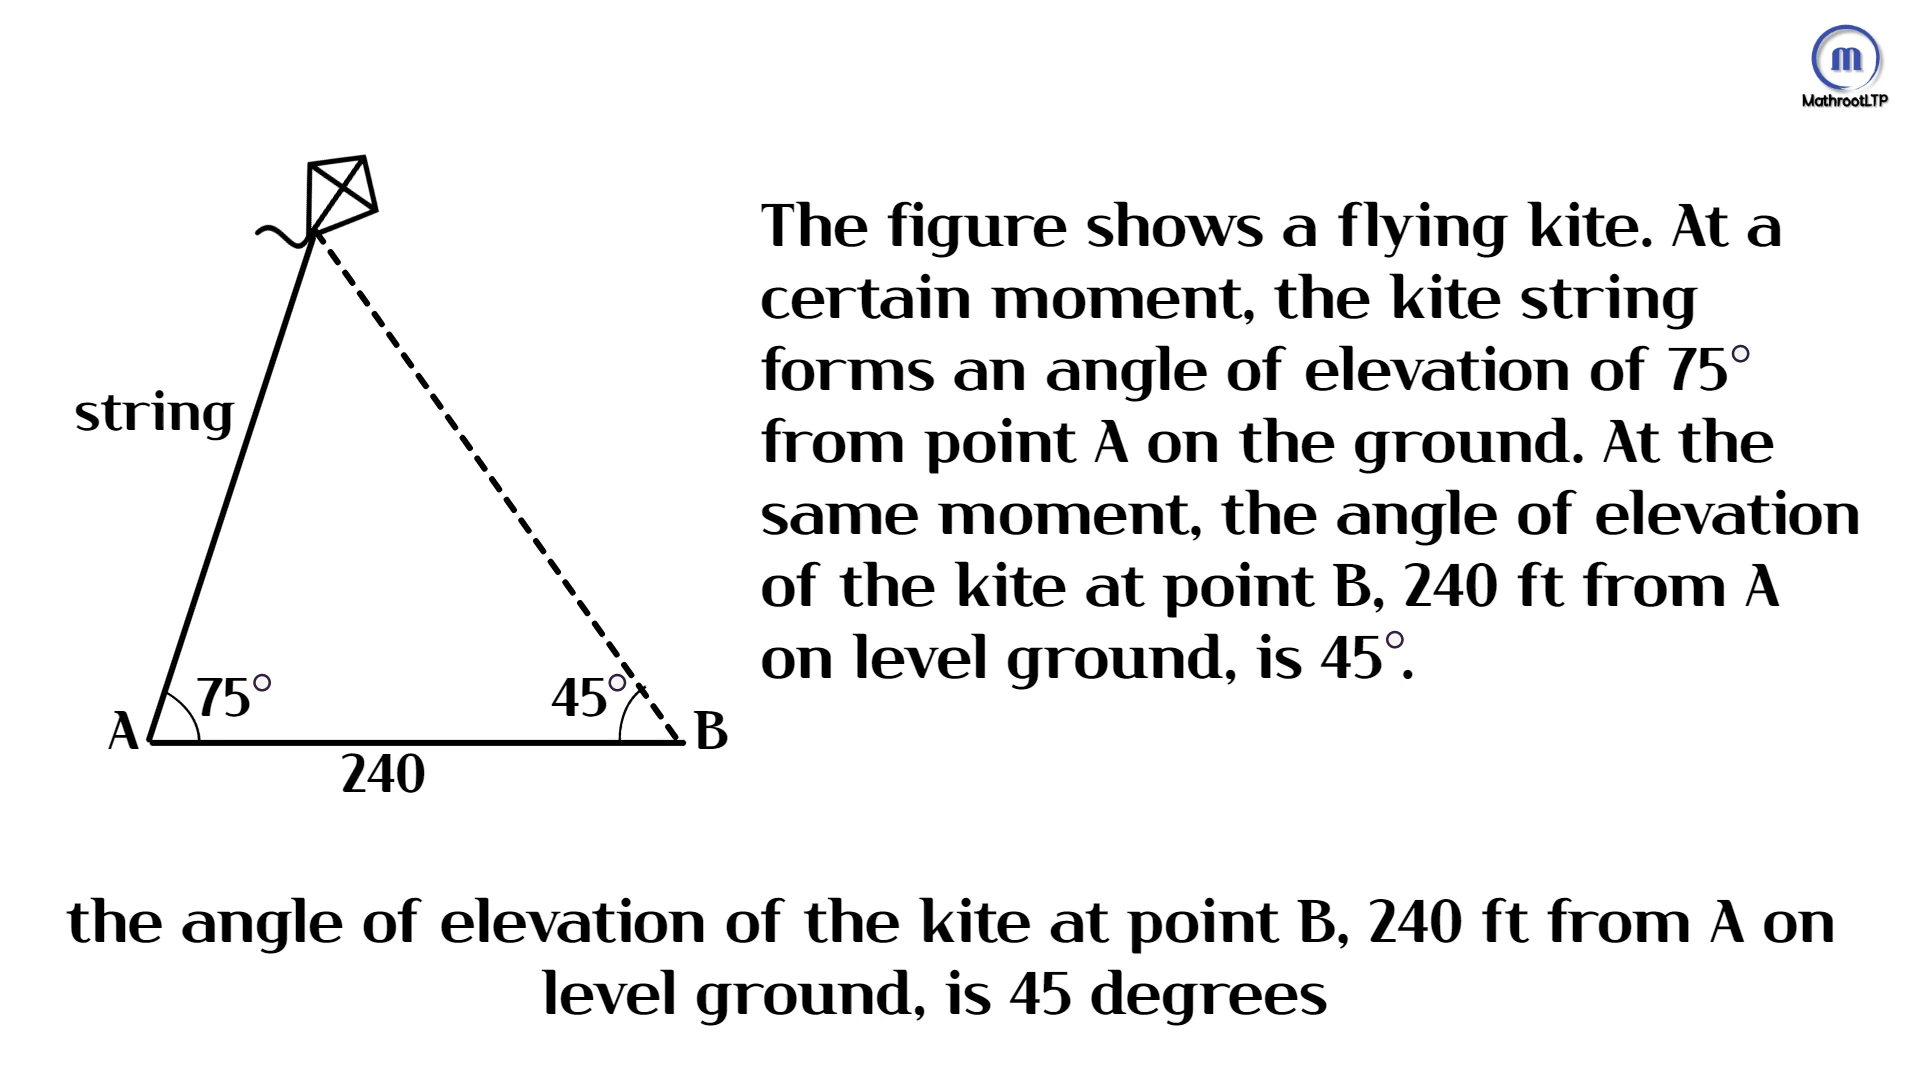 m
MathrootLTP
The figure shows a flying kite. At a
certain moment, the kite string
forms an angle of elevation of 75°
from point A on the ground. At the
same moment, the angle of elevation
of the kite at point B, 240 ft from A
on level ground, is 45°.
string
75°
45°
A
B
240
the angle of elevation of the kite at point B, 240 ft from A on
level ground, is 45 degrees